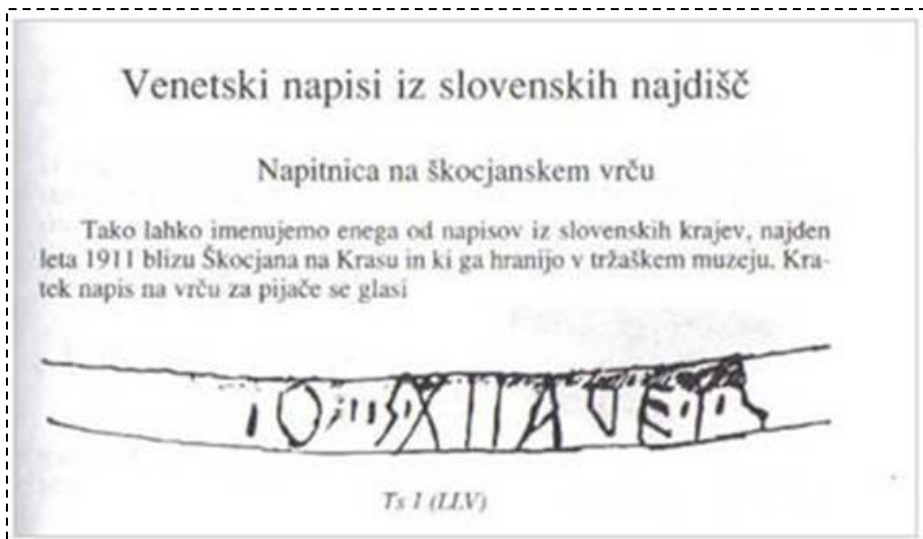 Venetski napisi iz slovenskih najdišč
Napitnica na škocjanskem vrču
Tako lahko imenujemo enega od napisov iz slovenskih krajev, najden
leta 1911 blizu Škocjana na Krasu in ki ga hranijo v tržaškem muzeju. Kra-
tek napis na vrču za pijače se glasi
Ts 1 (LLV)